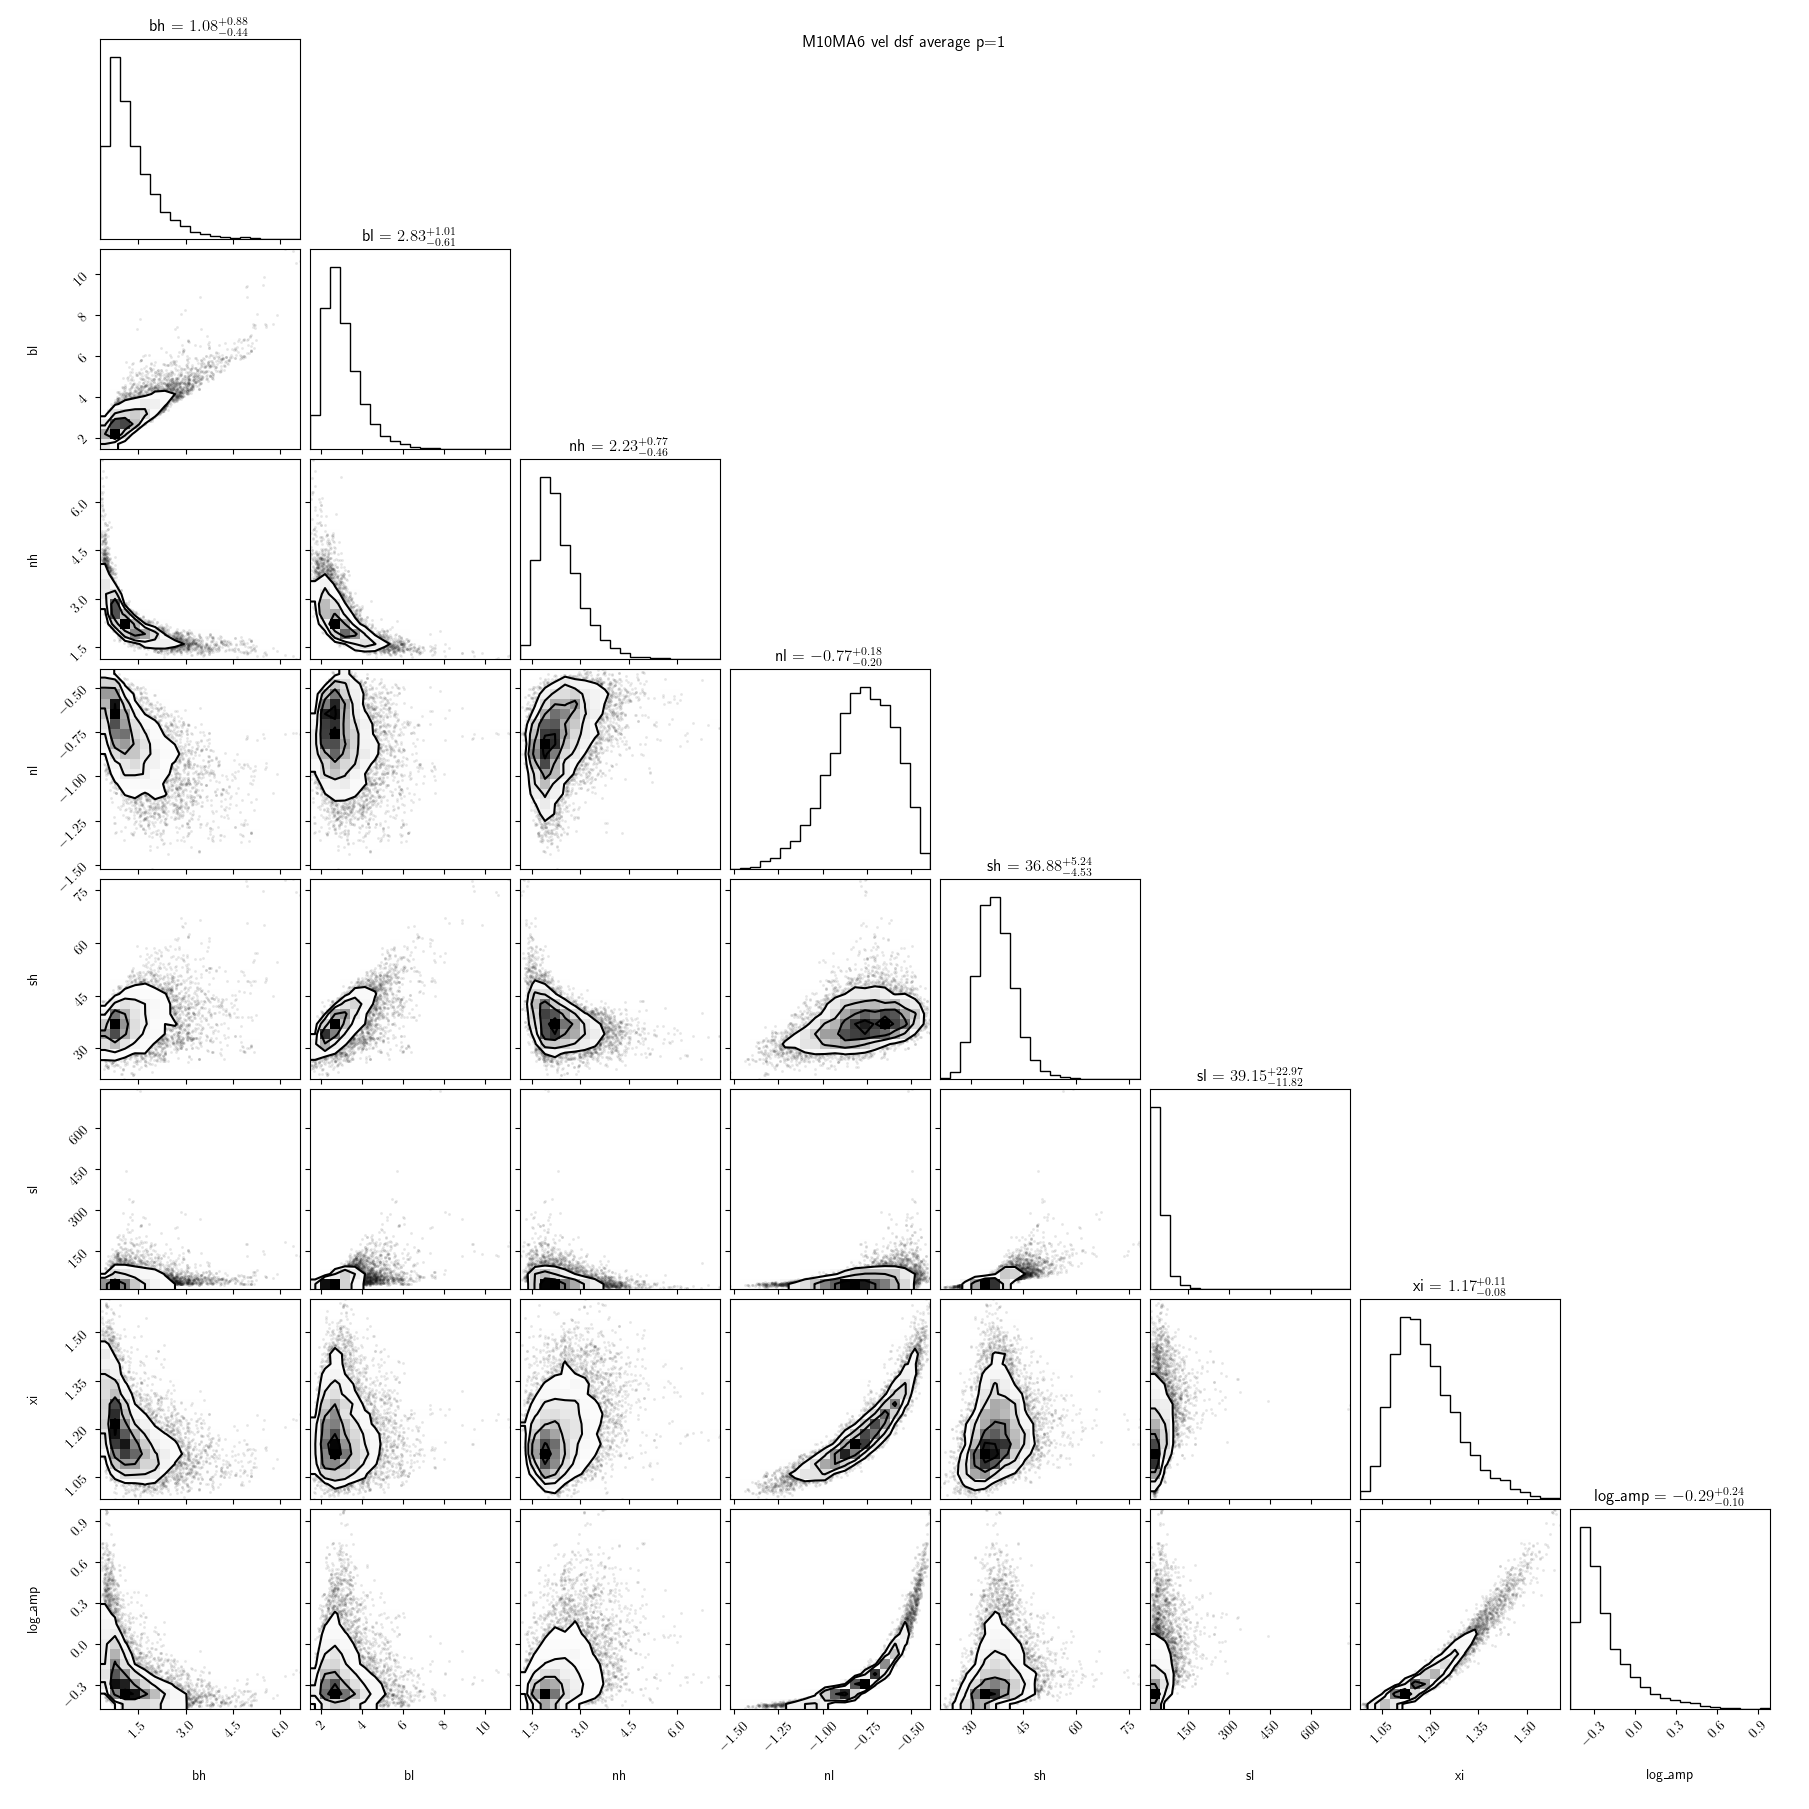 bh = 1.08^{+0.88}_{-0.44}
M10MA6 vel dsf average p=1
bl = 2.83^{+1.01}_{-0.61}
10
8
6
4
2
bl
nh = 2.23^{+0.77}_{-0.46}
6.0
4.5
3.0
1.5
nh
nl = −0.77^{+0.18}_{-0.20}
−0.50
−0.75
−1.00
−1.25
−1.50
nl
sh = 36.88^{+5.24}_{-4.53}
75
60
45
30
sh
sl = 39.15^{+22.97}_{-11.82}
600
450
300
150
sl
xi = 1.17^{+0.11}_{-0.08}
1.50
1.35
1.20
1.05
xi
log_amp = −0.29^{+0.24}_{-0.10}
0.9
0.6
0.3
0.0
−0.3
log_amp
1.5 3.0 4.5 6.0
2 4 6 8 10
1.5 3.0 4.5 6.0
−1.50 −1.25 −1.00 −0.75 −0.50
30 45 60 75
150 300 450 600
1.05 1.20 1.35 1.50
−0.3 0.0 0.3 0.6 0.9
bh bl nh nl sh sl xi log_amp